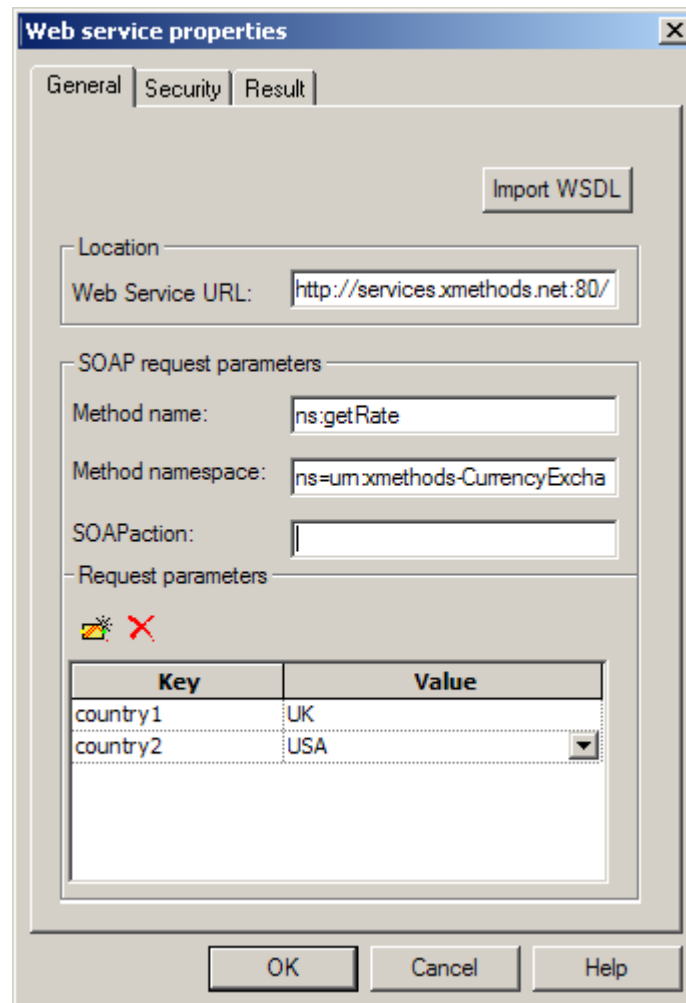 Web service properties
General Security Result
Import WSDL
Location
Web Service URL: http://services.xmethods.net:80/
SOAP request parameters
Method name: ns:getRate
Method namespace: ns=urn:xmethods-CurrencyExcha
SOAPaction:
Request parameters
Key Value
country1 UK
country2 USA
OK Cancel Help